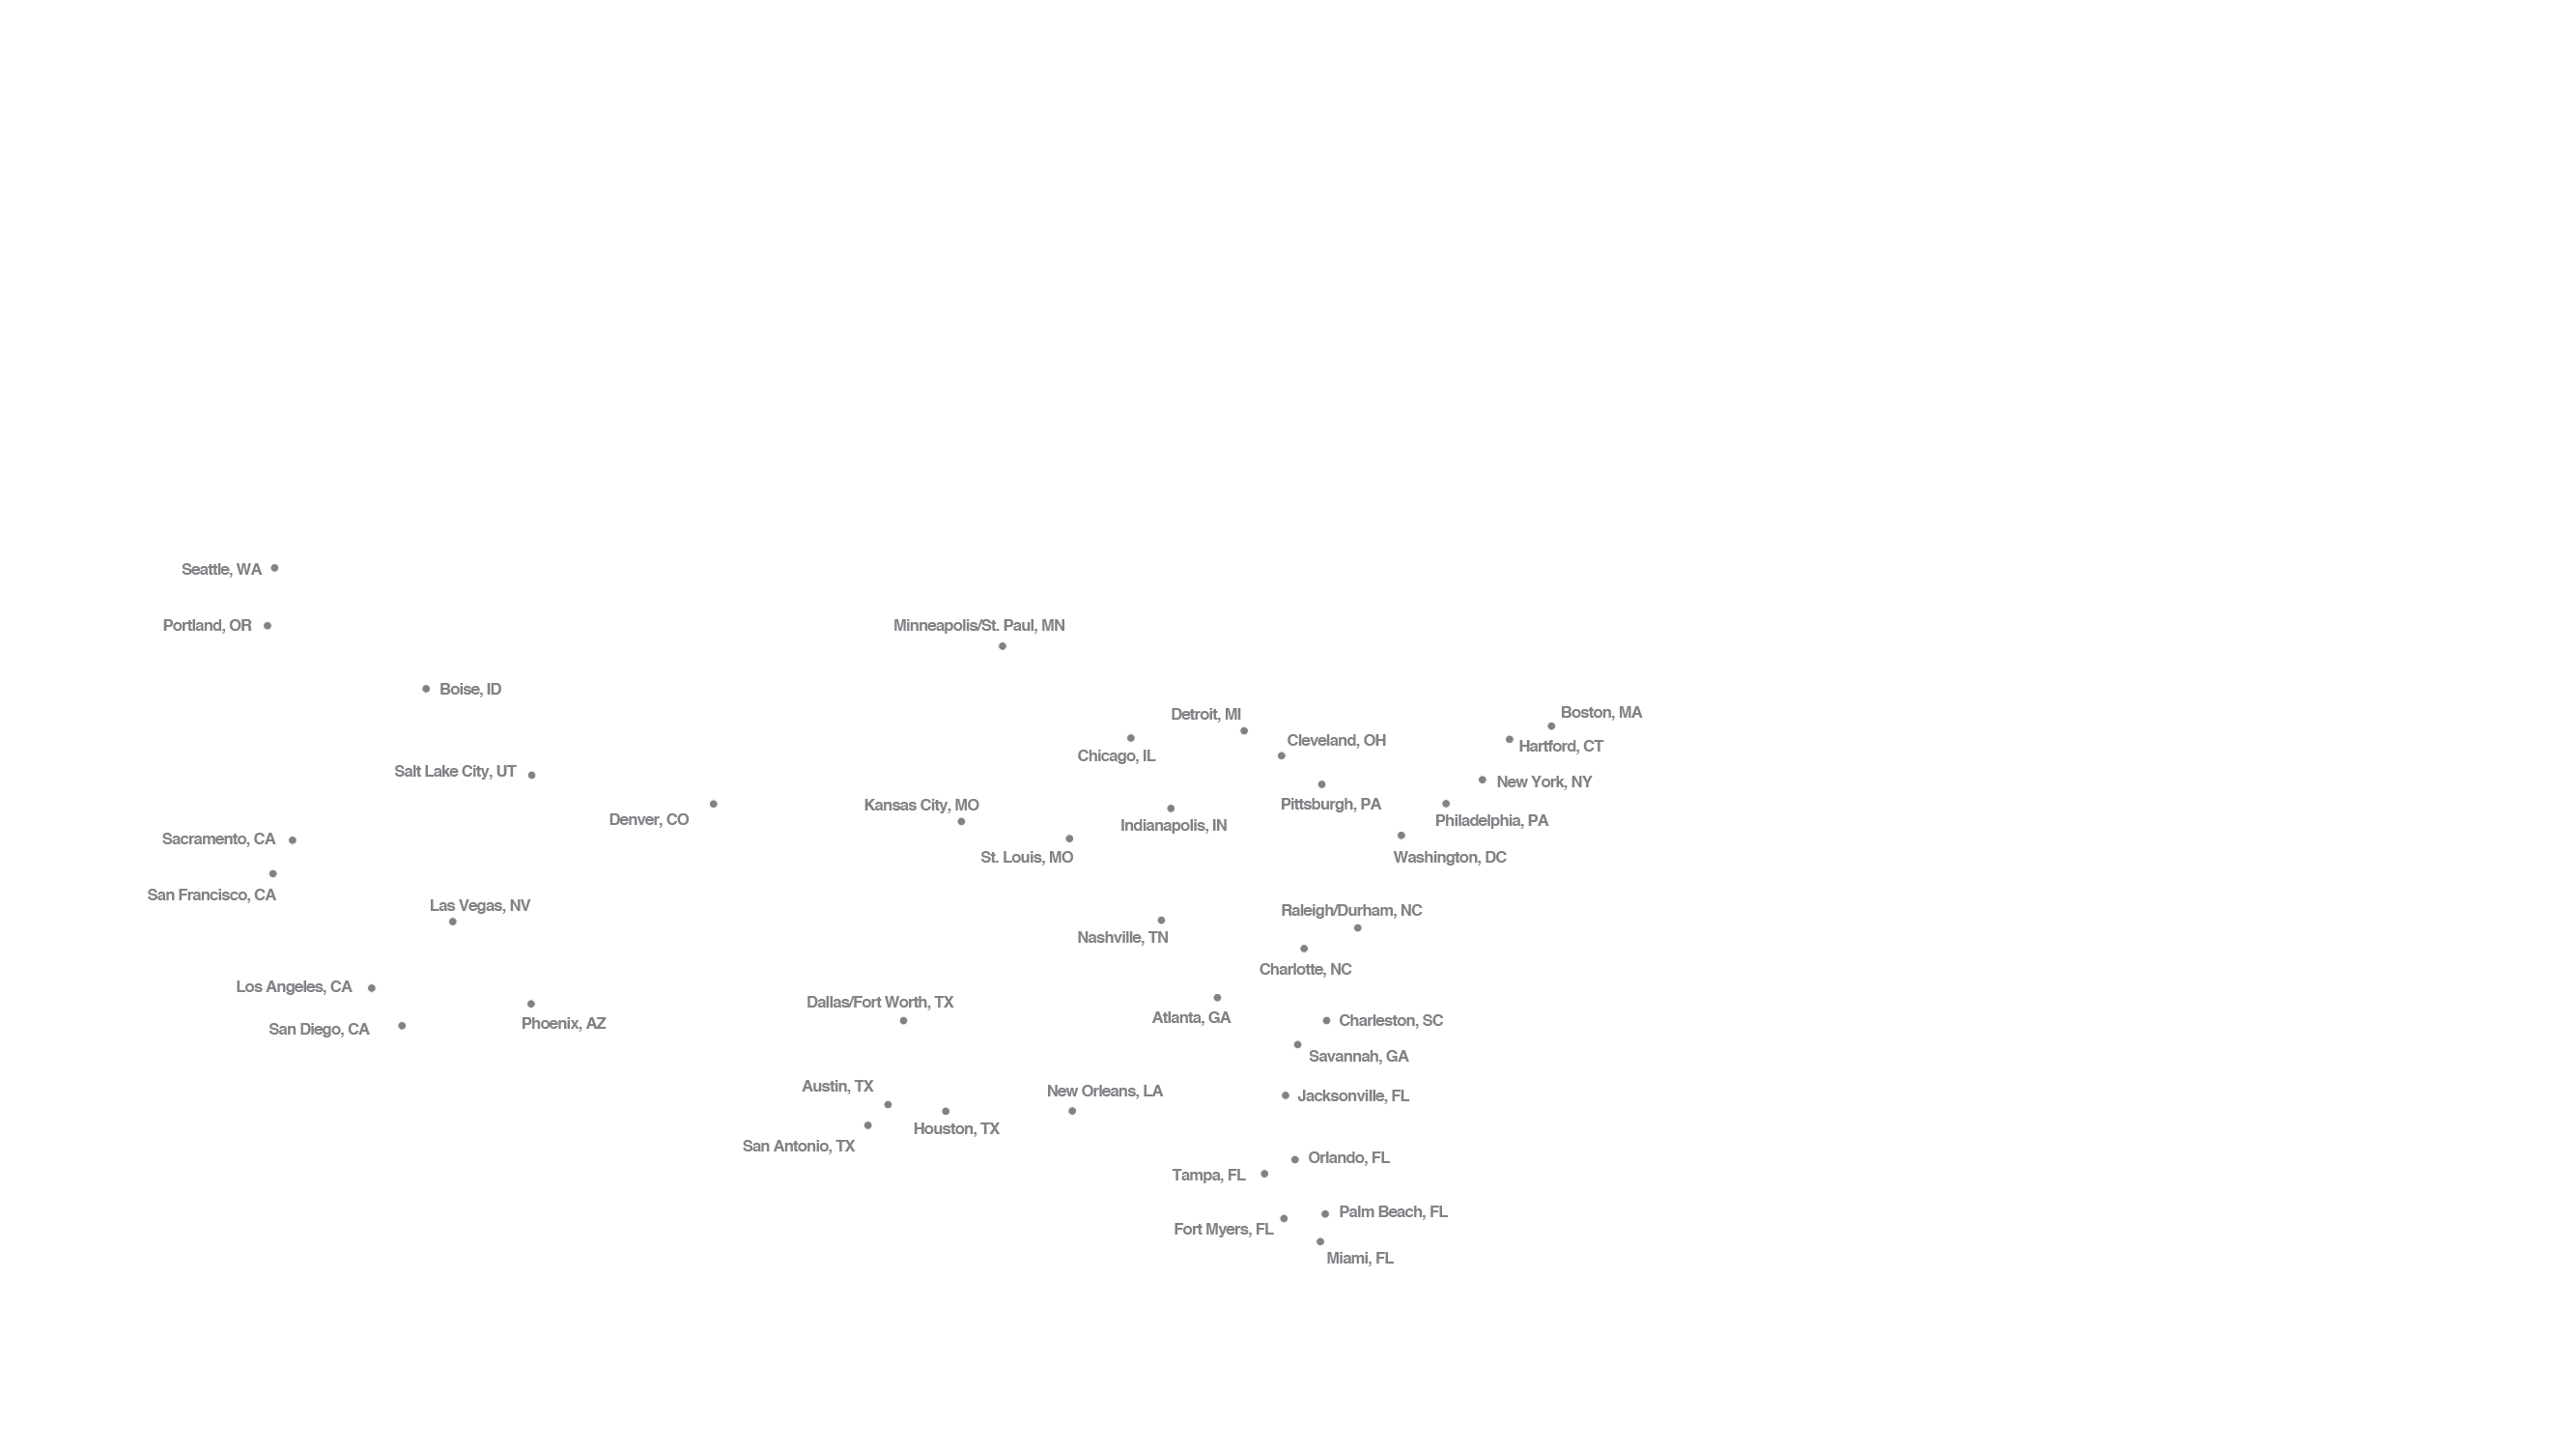 Seattle, WA
Portland, OR
Minneapolis/St. Paul, MN
Boise, ID
Boston, MA
Detroit, MI
Cleveland, OH
Hartford, CT
Chicago, IL
Salt Lake City, UT
New York, NY
Kansas City, MO
Pittsburgh, PA
Denver, CO
Philadelphia, PA
Indianapolis, IN
Sacramento, CA
St. Louis, MO
Washington, DC
San Francisco, CA
Las Vegas, NV
Raleigh/Durham, NC
Nashville, TN
Charlotte, NC
Los Angeles, CA
Dallas/Fort Worth, TX
Atlanta, GA
Charleston, SC
Phoenix, AZ
San Diego, CA
Savannah, GA
Austin, TX
New Orleans, LA
Jacksonville, FL
Houston, TX
San Antonio, TX
Orlando, FL
Tampa, FL
Palm Beach, FL
Fort Myers, FL
Miami, FL